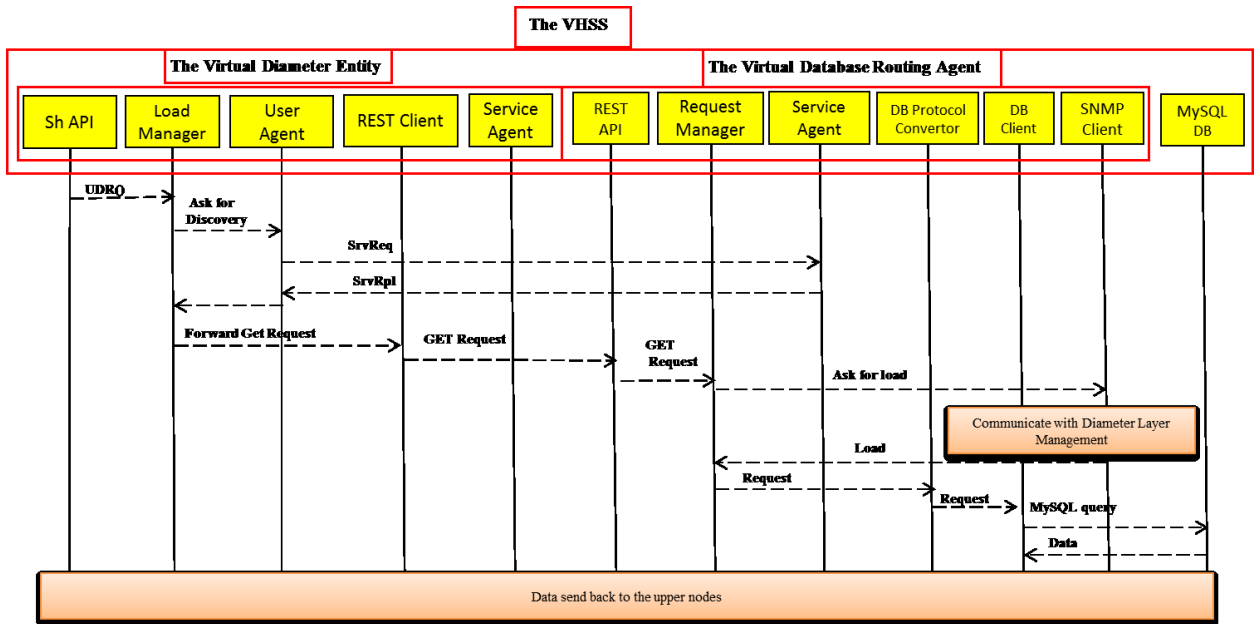 The VHSS
The Virtual Diameter Entity
The Virtual Database Routing Agent
Sh API
Load
Manager
User
Agent
REST Client
Service
Agent
REST
API
Request
Manager
Service
Agent
DB Protocol
Convertor
DB
Client
SNMP
Client
MySQL
DB
UDRQ
Ask for
Discovery
SrvReq
SrvRpl
Forward Get Request
GET Request
GET
Request
Ask for load
Communicate with Diameter Layer
Management
Load
Request
Request
MySQL query
Data
Data send back to the upper nodes